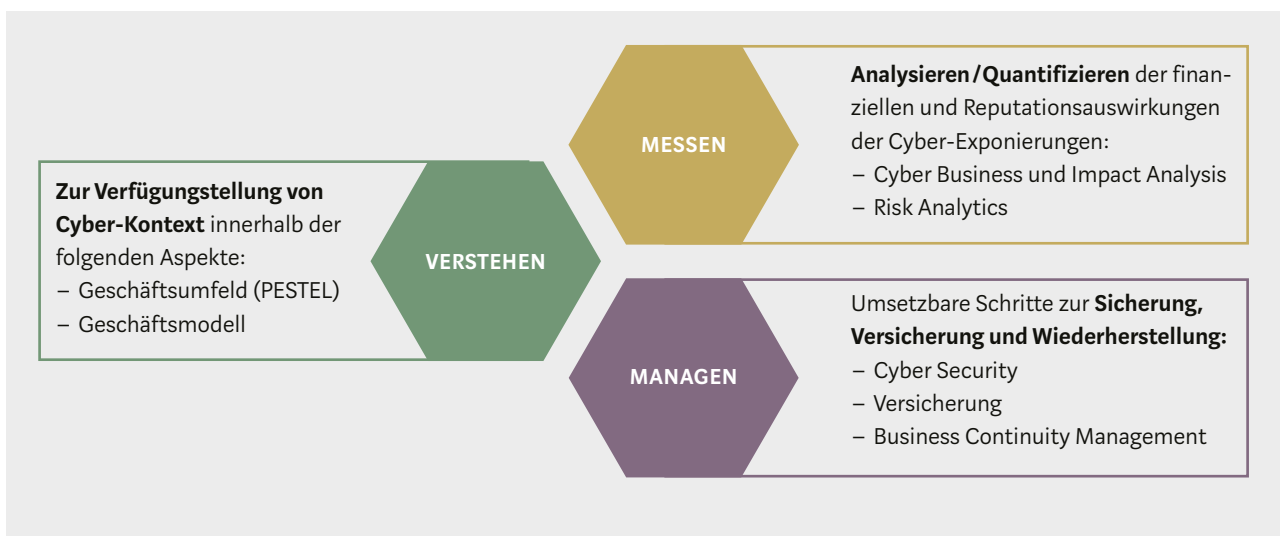 Zur Verfügungstellung von
Cyber-Kontext innerhalb der
folgenden Aspekte:
– Geschäftsumfeld (PESTEL)
– Geschäftsmodell
VERSTEHEN
MESSEN
Analysieren/Quantifizieren der finan-
ziellen und Reputationsauswirkungen
der Cyber-Exponierungen:
– Cyber Business und Impact Analysis
– Risk Analytics
MANAGEN
Umsetzbare Schritte zur Sicherung,
Versicherung und Wiederherstellung:
– Cyber Security
– Versicherung
– Business Continuity Management